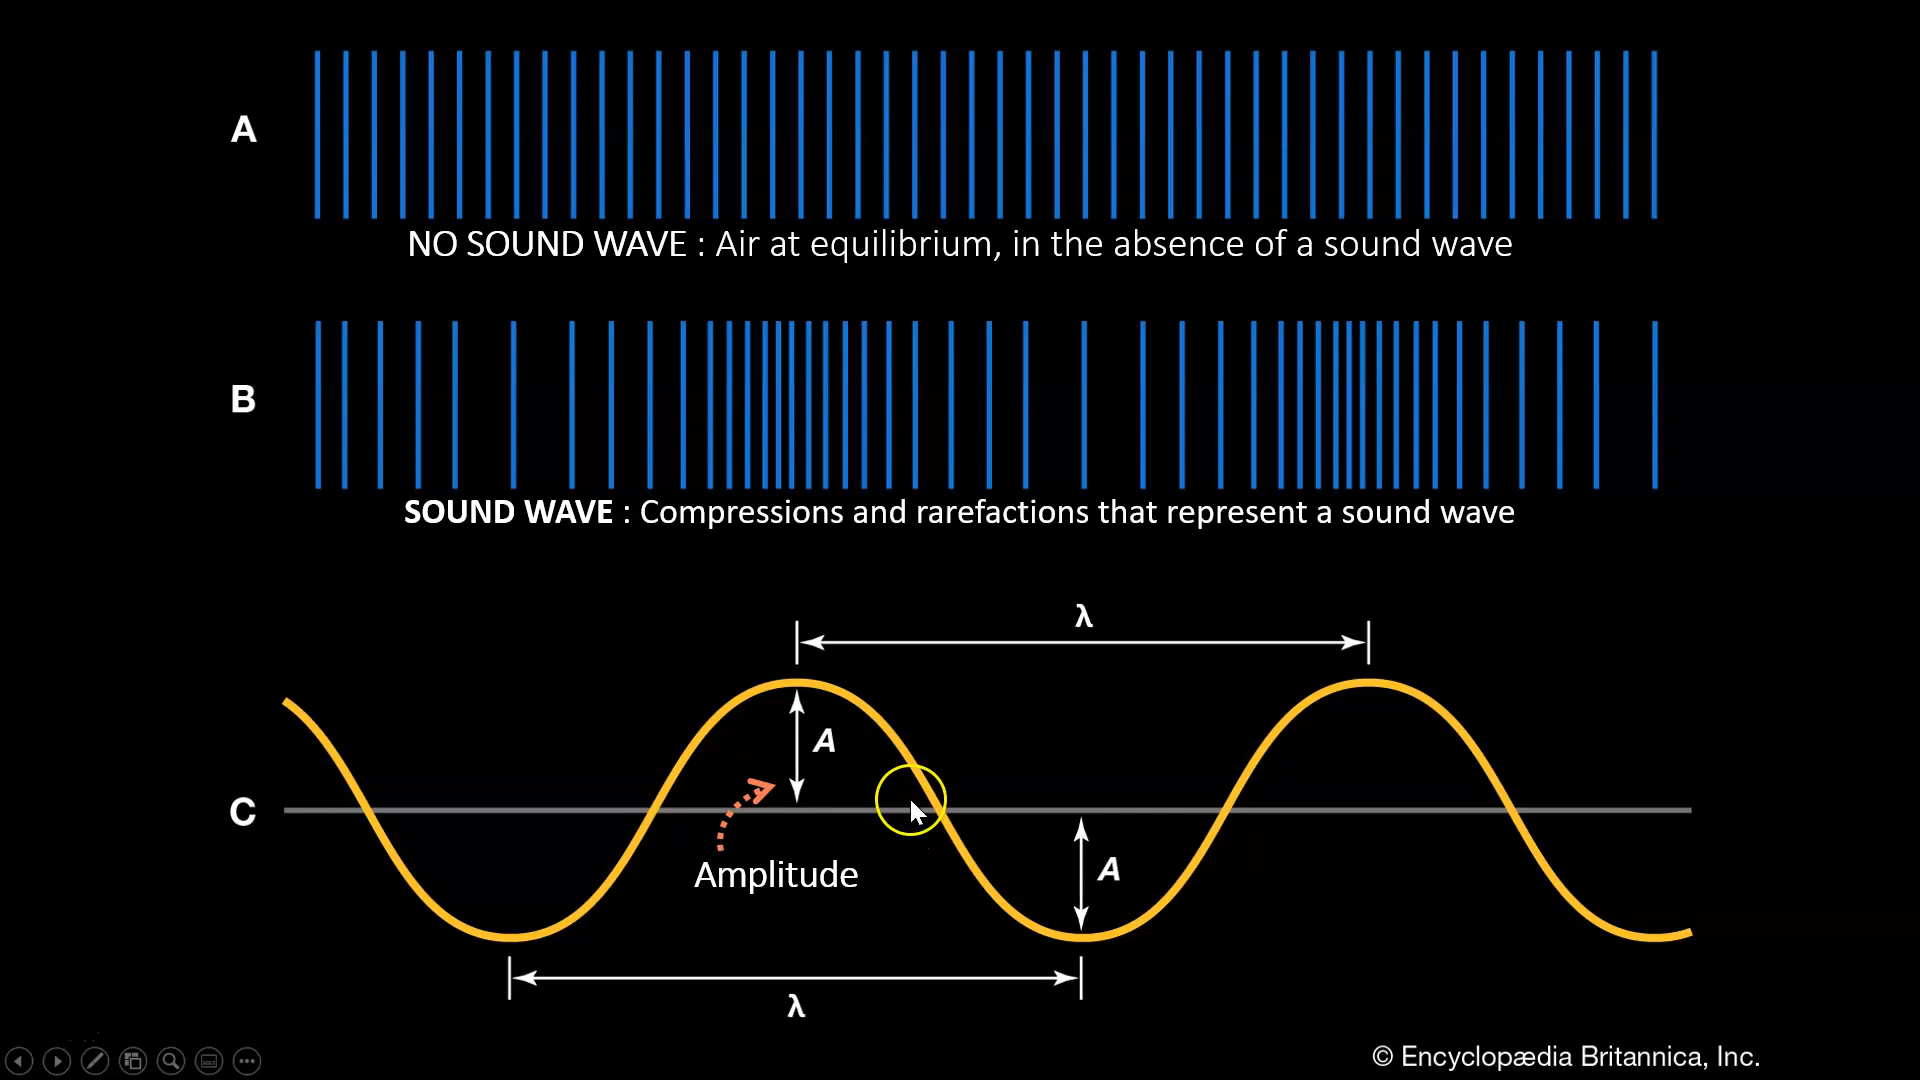 A
NO SOUND WAVE : Air at equilibrium, in the absence of a sound wave
B
SOUND WAVE : Compressions and rarefactions that represent a sound wave
λ
A
C
A
Amplitude
λ
© Encyclopædia Britannica, Inc.